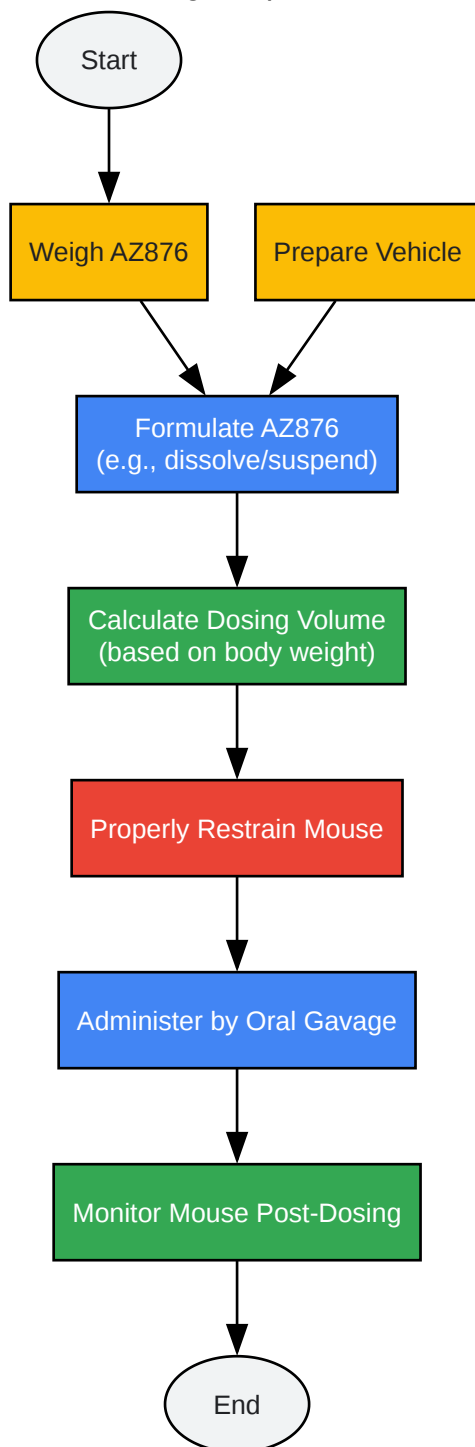 Start
Weigh AZ876
Prepare Vehicle
Formulate AZ876
(e.g., dissolve/suspend)
Calculate Dosing Volume
(based on body weight)
Properly Restrain Mouse
Administer by Oral Gavage
Monitor Mouse Post-Dosing
End